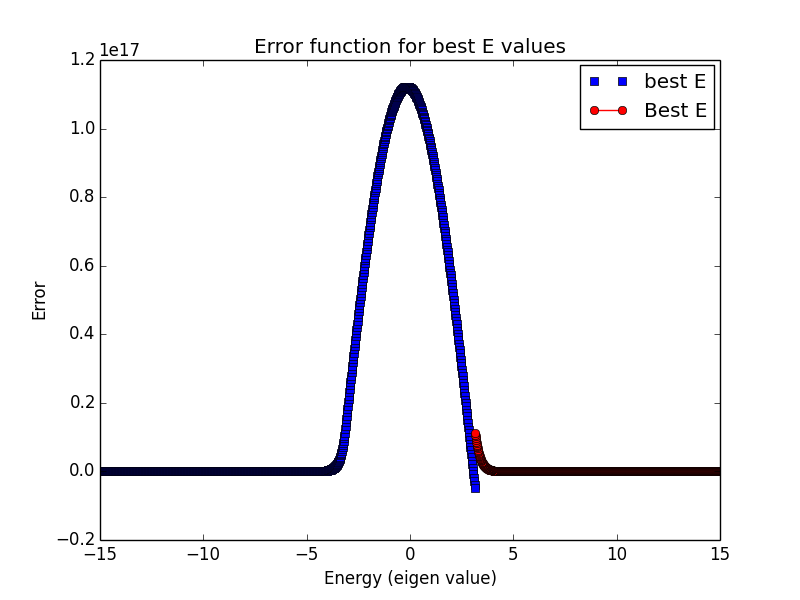 Error function for best E values
1e17
best E
Best E
1.2
1.0
0.8
0.6
0.4
0.2
0.0
−0.2
Error
−15 −10 −5 0 5 10 15
Energy (eigen value)